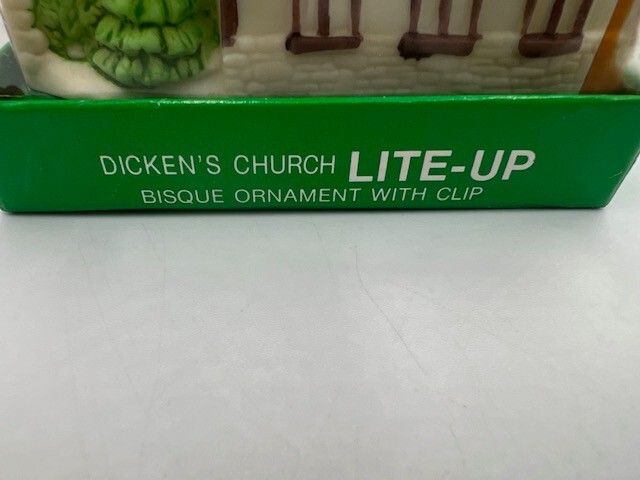 DICKEN'S CHURCH LITE-UP
BISQUE ORNAMENT WITH CLIP